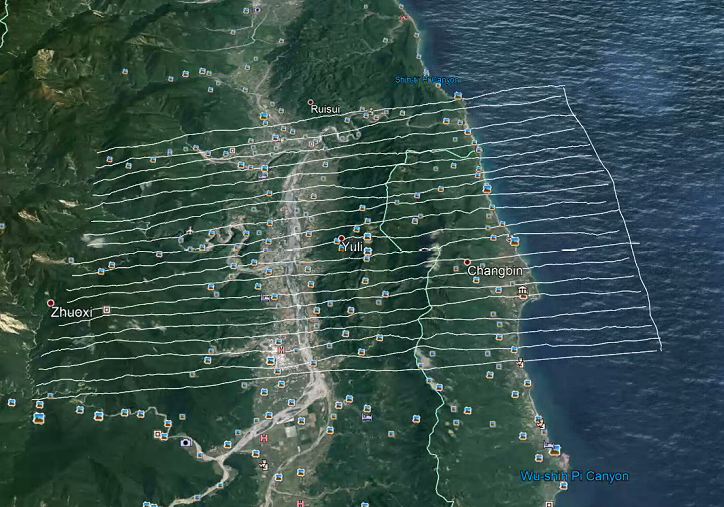 Ruisui
Yuli
Changbin
Zhuoxi
Wu-shih Pi Canyon